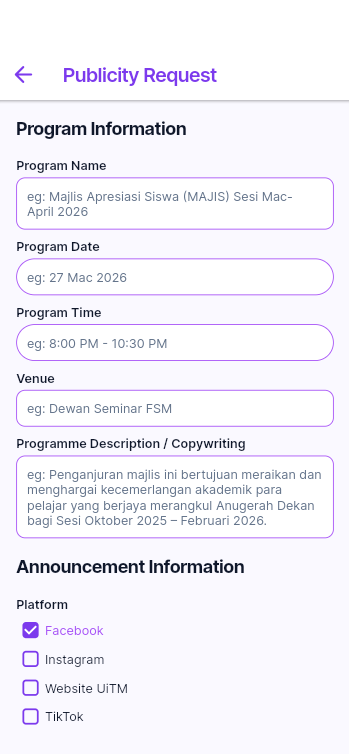 Publicity Request
Program Information
Program Name
eg: Majlis Apresiasi Siswa (MAJIS) Sesi Mac-
April 2026
Program Date
eg: 27 Mac 2026
Program Time
eg: 8:00 PM - 10:30 PM
Venue
eg: Dewan Seminar FSM
Programme Description / Copywriting
eg: Penganjuran majlis ini bertujuan meraikan dan
menghargai kecemerlangan akademik para
pelajar yang berjaya merangkul Anugerah Dekan
bagi Sesi Oktober 2025 – Februari 2026.
Announcement Information
Platform
Facebook
Instagram
Website UiTM
TikTok